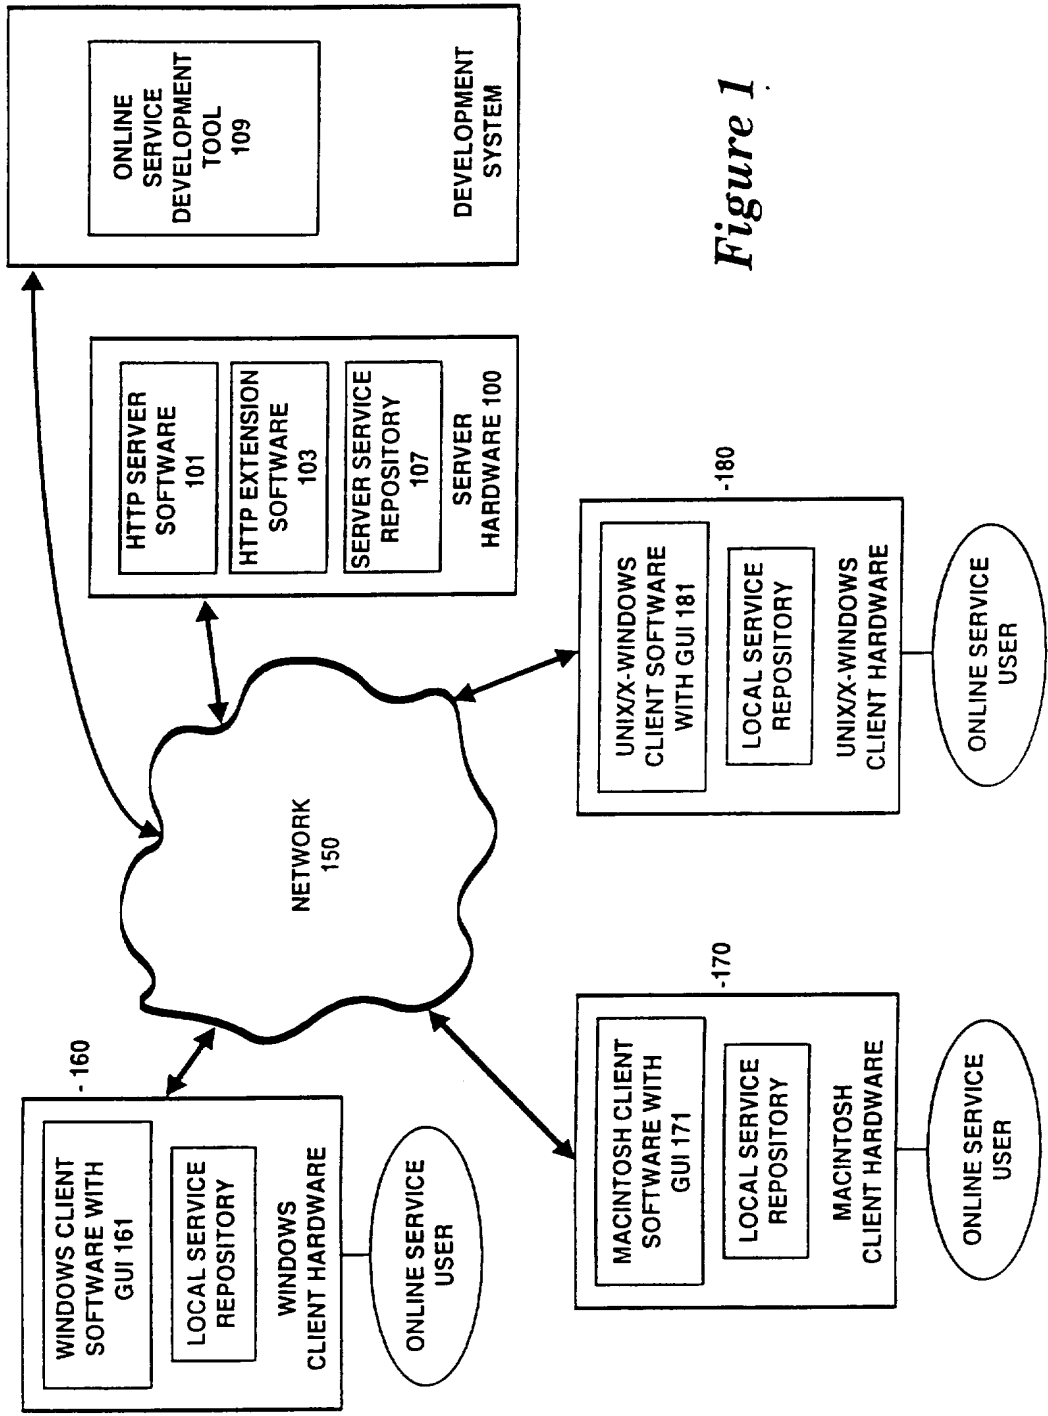 WINDOWS CLIENT
SOFTWARE WITH
GUI 161
LOCAL SERVICE
REPOSITORY
WINDOWS
CLIENT HARDWARE
-160
ONLINE SERVICE
USER
NETWORK
150
HTTP SERVER
SOFTWARE
101
HTTP EXTENSION
SOFTWARE
103
SERVER SERVICE
REPOSITORY
107
SERVER
HARDWARE 100
ONLINE
SERVICE
DEVELOPMENT
TOOL
109
DEVELOPMENT
SYSTEM
MACINTOSH CLIENT
SOFTWARE WITH
GUI 171
LOCAL SERVICE
REPOSITORY
MACINTOSH
CLIENT HARDWARE
-170
ONLINE SERVICE
USER
UNIX/X-WINDOWS
CLIENT SOFTWARE
WITH GUI 181
LOCAL SERVICE
REPOSITORY
UNIX/X-WINDOWS
CLIENT HARDWARE
-180
ONLINE SERVICE
USER
Figure 1